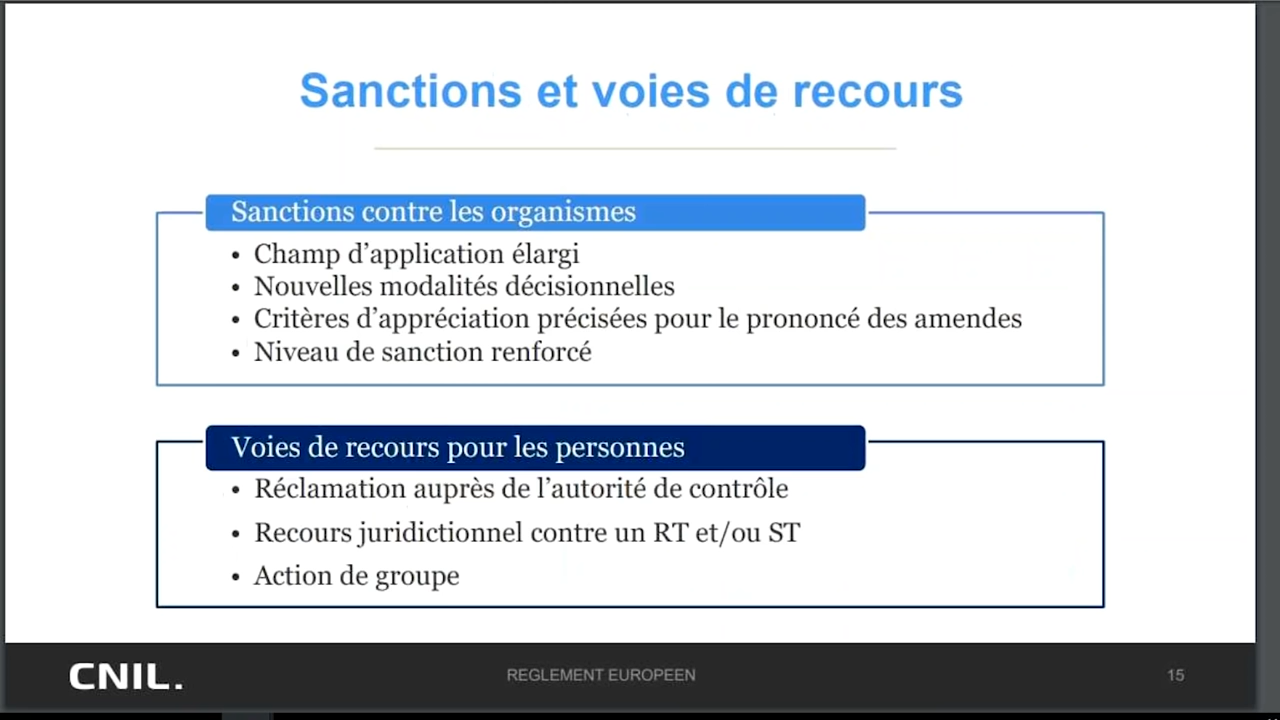 Sanctions et voies de recours
Sanctions contre les organismes
• Champ d’application élargi
• Nouvelles modalités décisionnelles
• Critères d’appréciation précisées pour le prononcé des amendes
• Niveau de sanction renforcé
Voies de recours pour les personnes
• Réclamation auprès de l’autorité de contrôle
• Recours juridictionnel contre un RT et/ou ST
• Action de groupe
CNIL.
REGLEMENT EUROPEEN
15